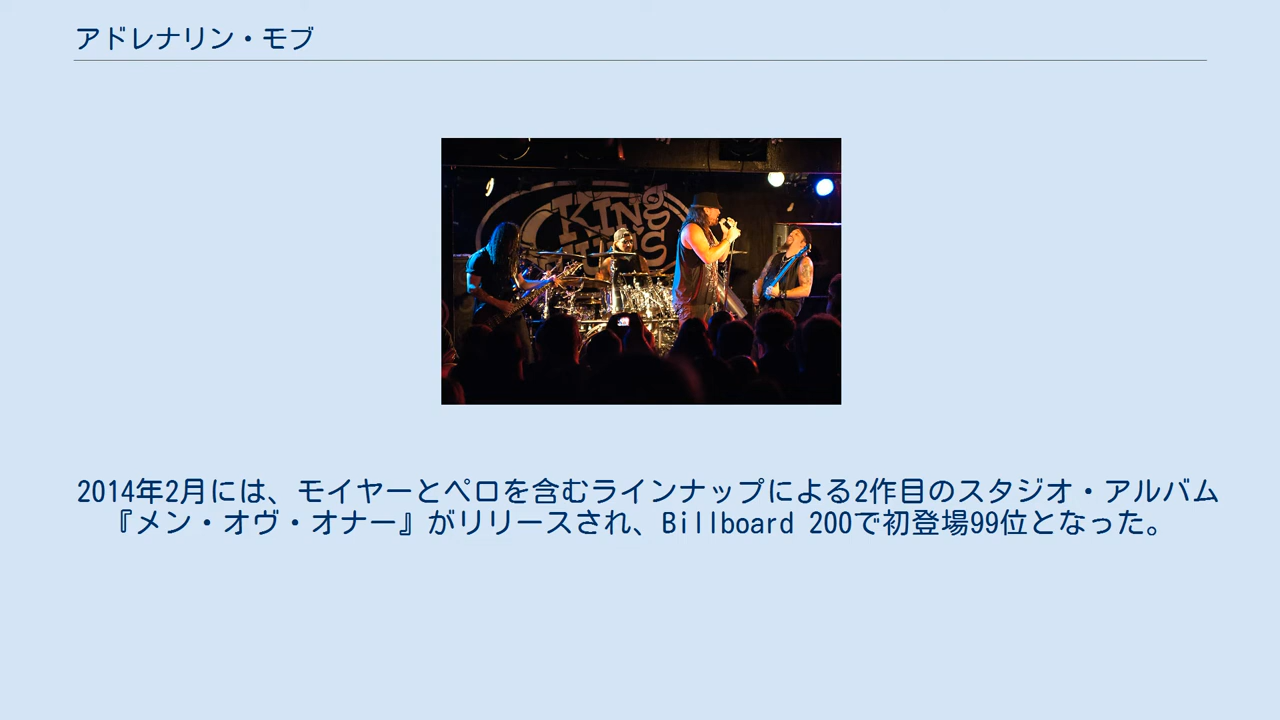 アドレナリン・モブ
KING
2014年2月には、モイヤーとペロを含むラインナップによる2作目のスタジオ・アルバム
『メン・オヴ・オナー』がリリースされ、Billboard 200で初登場99位となった。